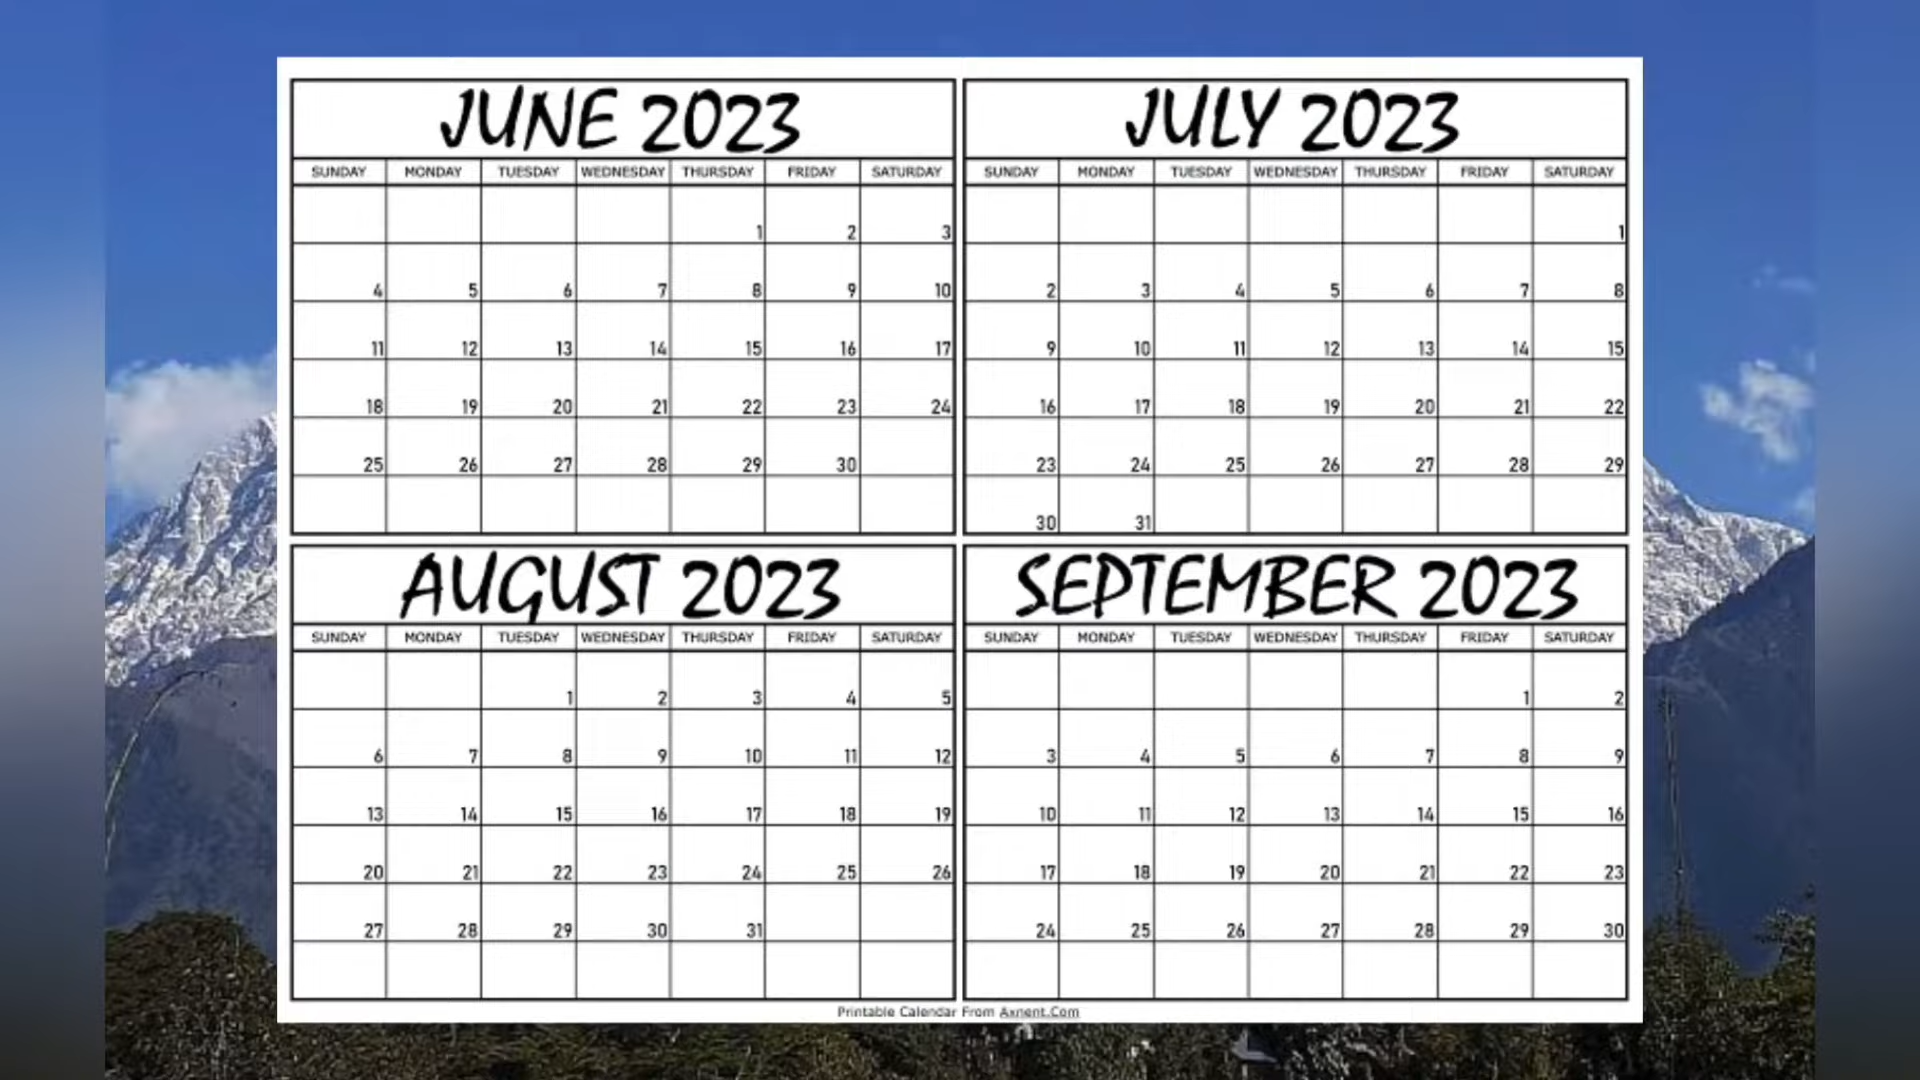 JUNE 2023
SUNDAY MONDAY TUESDAY WEDNESDAY THURSDAY FRIDAY SATURDAY
1 2 3
4 5 6 7 8 9 10
11 12 13 14 15 16 17
18 19 20 21 22 23 24
25 26 27 28 29 30
JULY 2023
SUNDAY MONDAY TUESDAY WEDNESDAY THURSDAY FRIDAY SATURDAY
1
2 3 4 5 6 7 8
9 10 11 12 13 14 15
16 17 18 19 20 21 22
23 24 25 26 27 28 29
30 31
AUGUST 2023
SUNDAY MONDAY TUESDAY WEDNESDAY THURSDAY FRIDAY SATURDAY
1 2 3 4 5
6 7 8 9 10 11 12
13 14 15 16 17 18 19
20 21 22 23 24 25 26
27 28 29 30 31
SEPTEMBER 2023
SUNDAY MONDAY TUESDAY WEDNESDAY THURSDAY FRIDAY SATURDAY
1 2
3 4 5 6 7 8 9
10 11 12 13 14 15 16
17 18 19 20 21 22 23
24 25 26 27 28 29 30
Printable Calendar From Axnent.Com